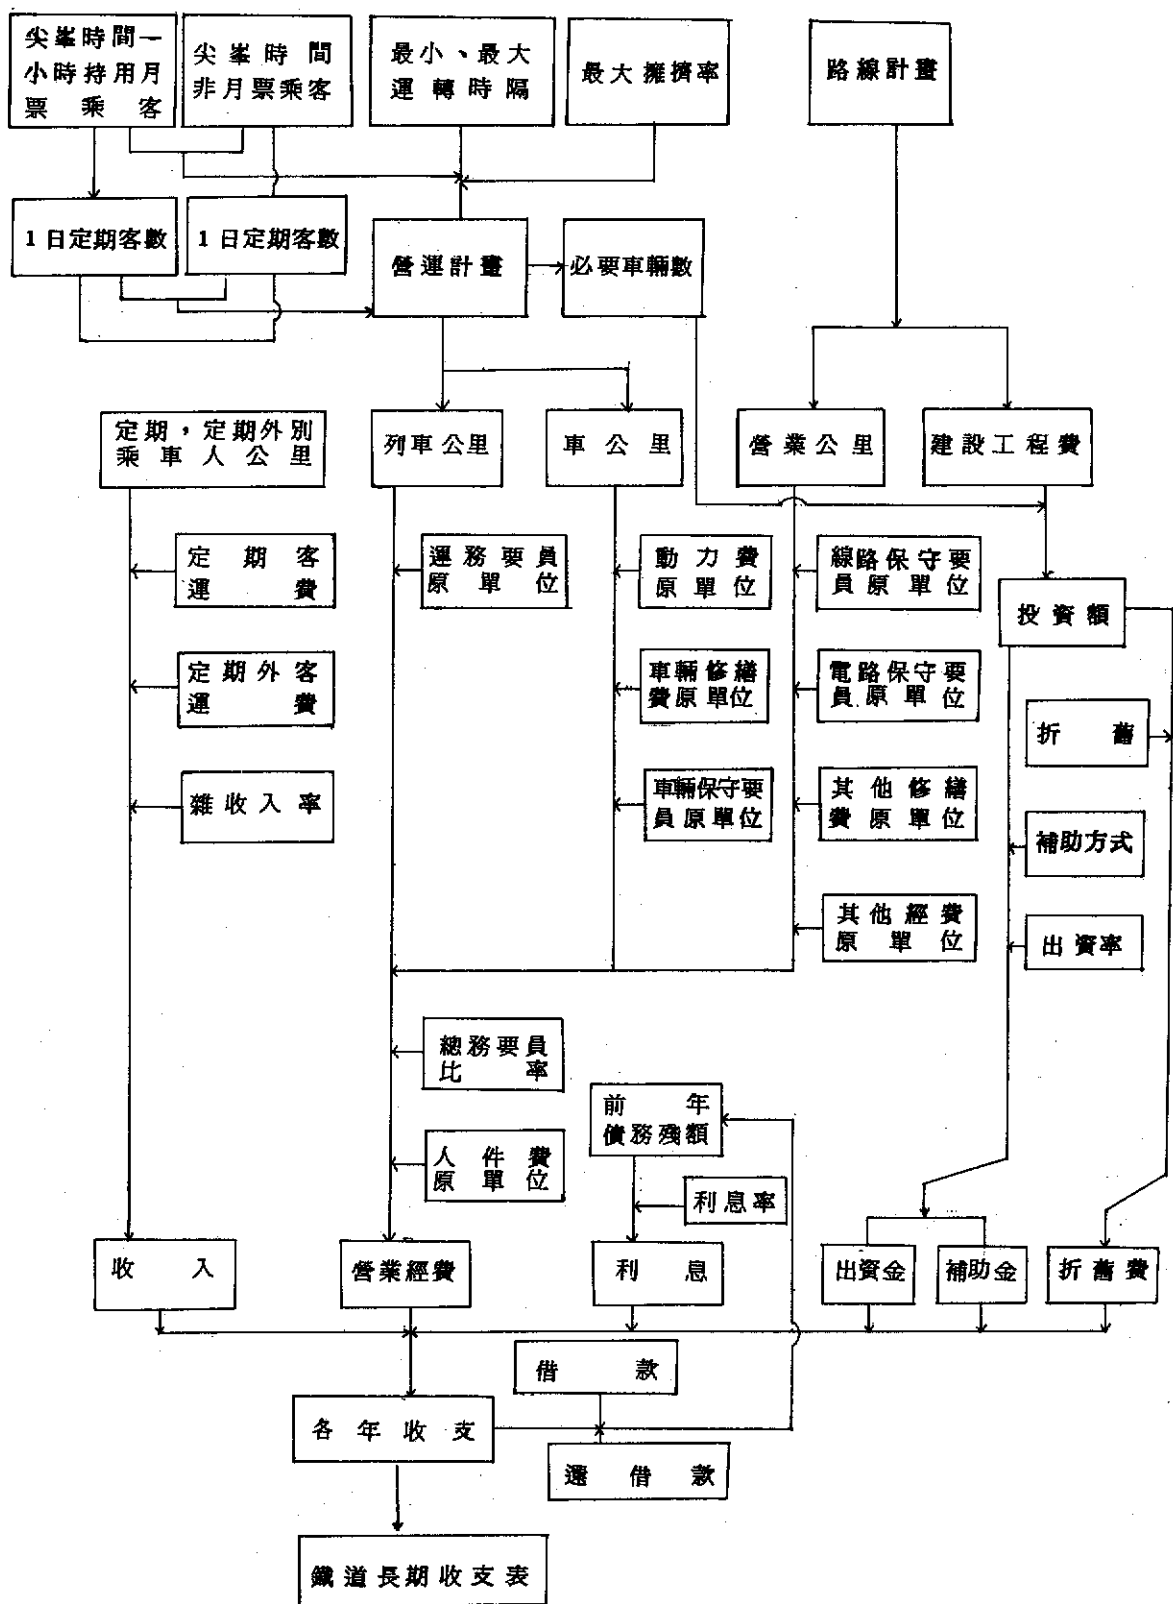 尖峯時間一
小時持用月
票乘客
尖峯時間
非月票乘客
最小、最大
運轉時隔
最大擁擠率
路線計畫
1日定期客數
1日定期客數
營運計畫
必要車輛數
定期，定期外別
乘車人公里
列車公里
車公里
營業公里
建設工程費
定期客
運費
運務要員
原單位
動力費
原單位
線路保守要
員原單位
投資額
定期外客
運費
車輛修繕
費原單位
電路保守要
員原單位
折舊
雜收入率
車輛保守要
員原單位
其他修繕
費原單位
補助方式
其他經費
原單位
出資率
總務要員
比率
前年
債務残額
人件費
原單位
利息率
收入
營業經費
利息
出資金
補助金
折舊費
借款
各年收支
還借款
鐵道長期收支表